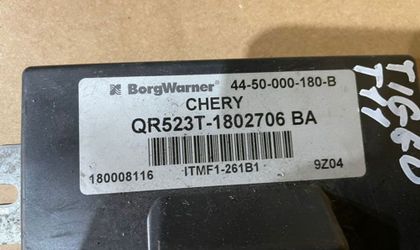 BorgWarner 44-50-000-180-B
CHERY
QR523T-1802706 BA
180008116 ITMF1-261B1 9Z04
TIGGO
T11